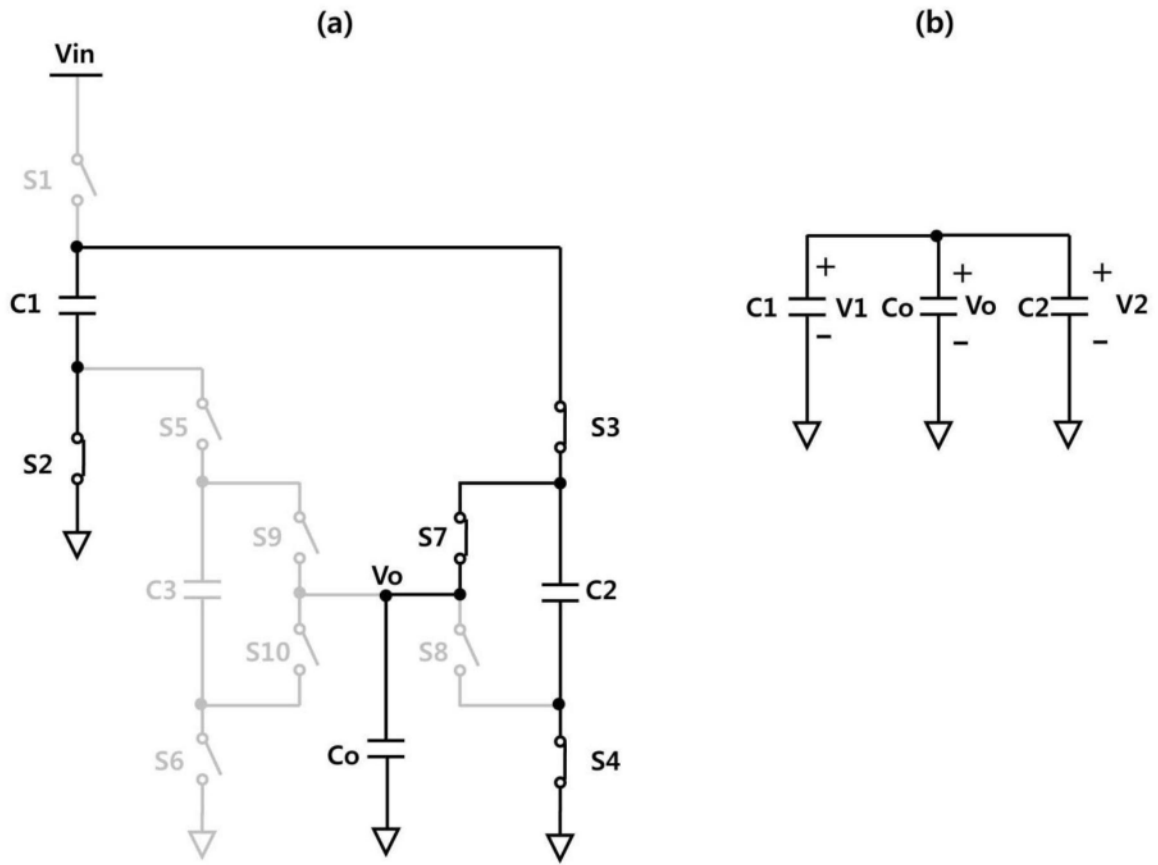 (a)
(b)
Vin
S1
C1
C1 + V1 −
Co + Vo −
C2 + V2 −
S5
S3
S2
S9
S7
Vo
C3
C2
S10
S8
S6
Co
S4